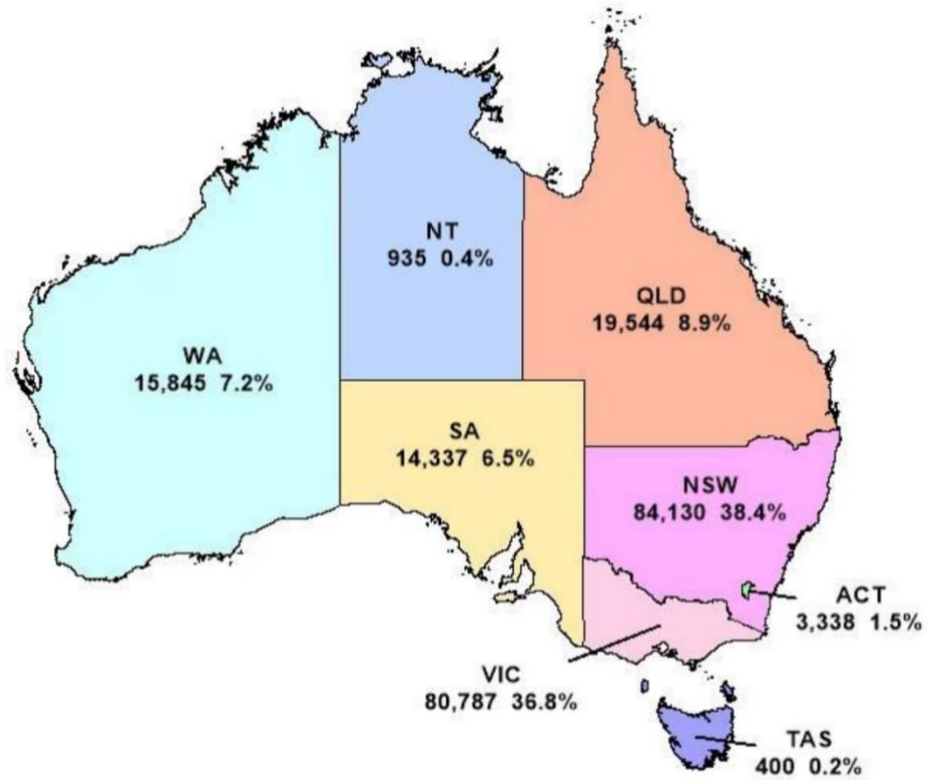 NT
935 0.4%
QLD
19,544 8.9%
WA
15,845 7.2%
SA
14,337 6.5%
NSW
84,130 38.4%
ACT
3,338 1.5%
VIC
80,787 36.8%
TAS
400 0.2%